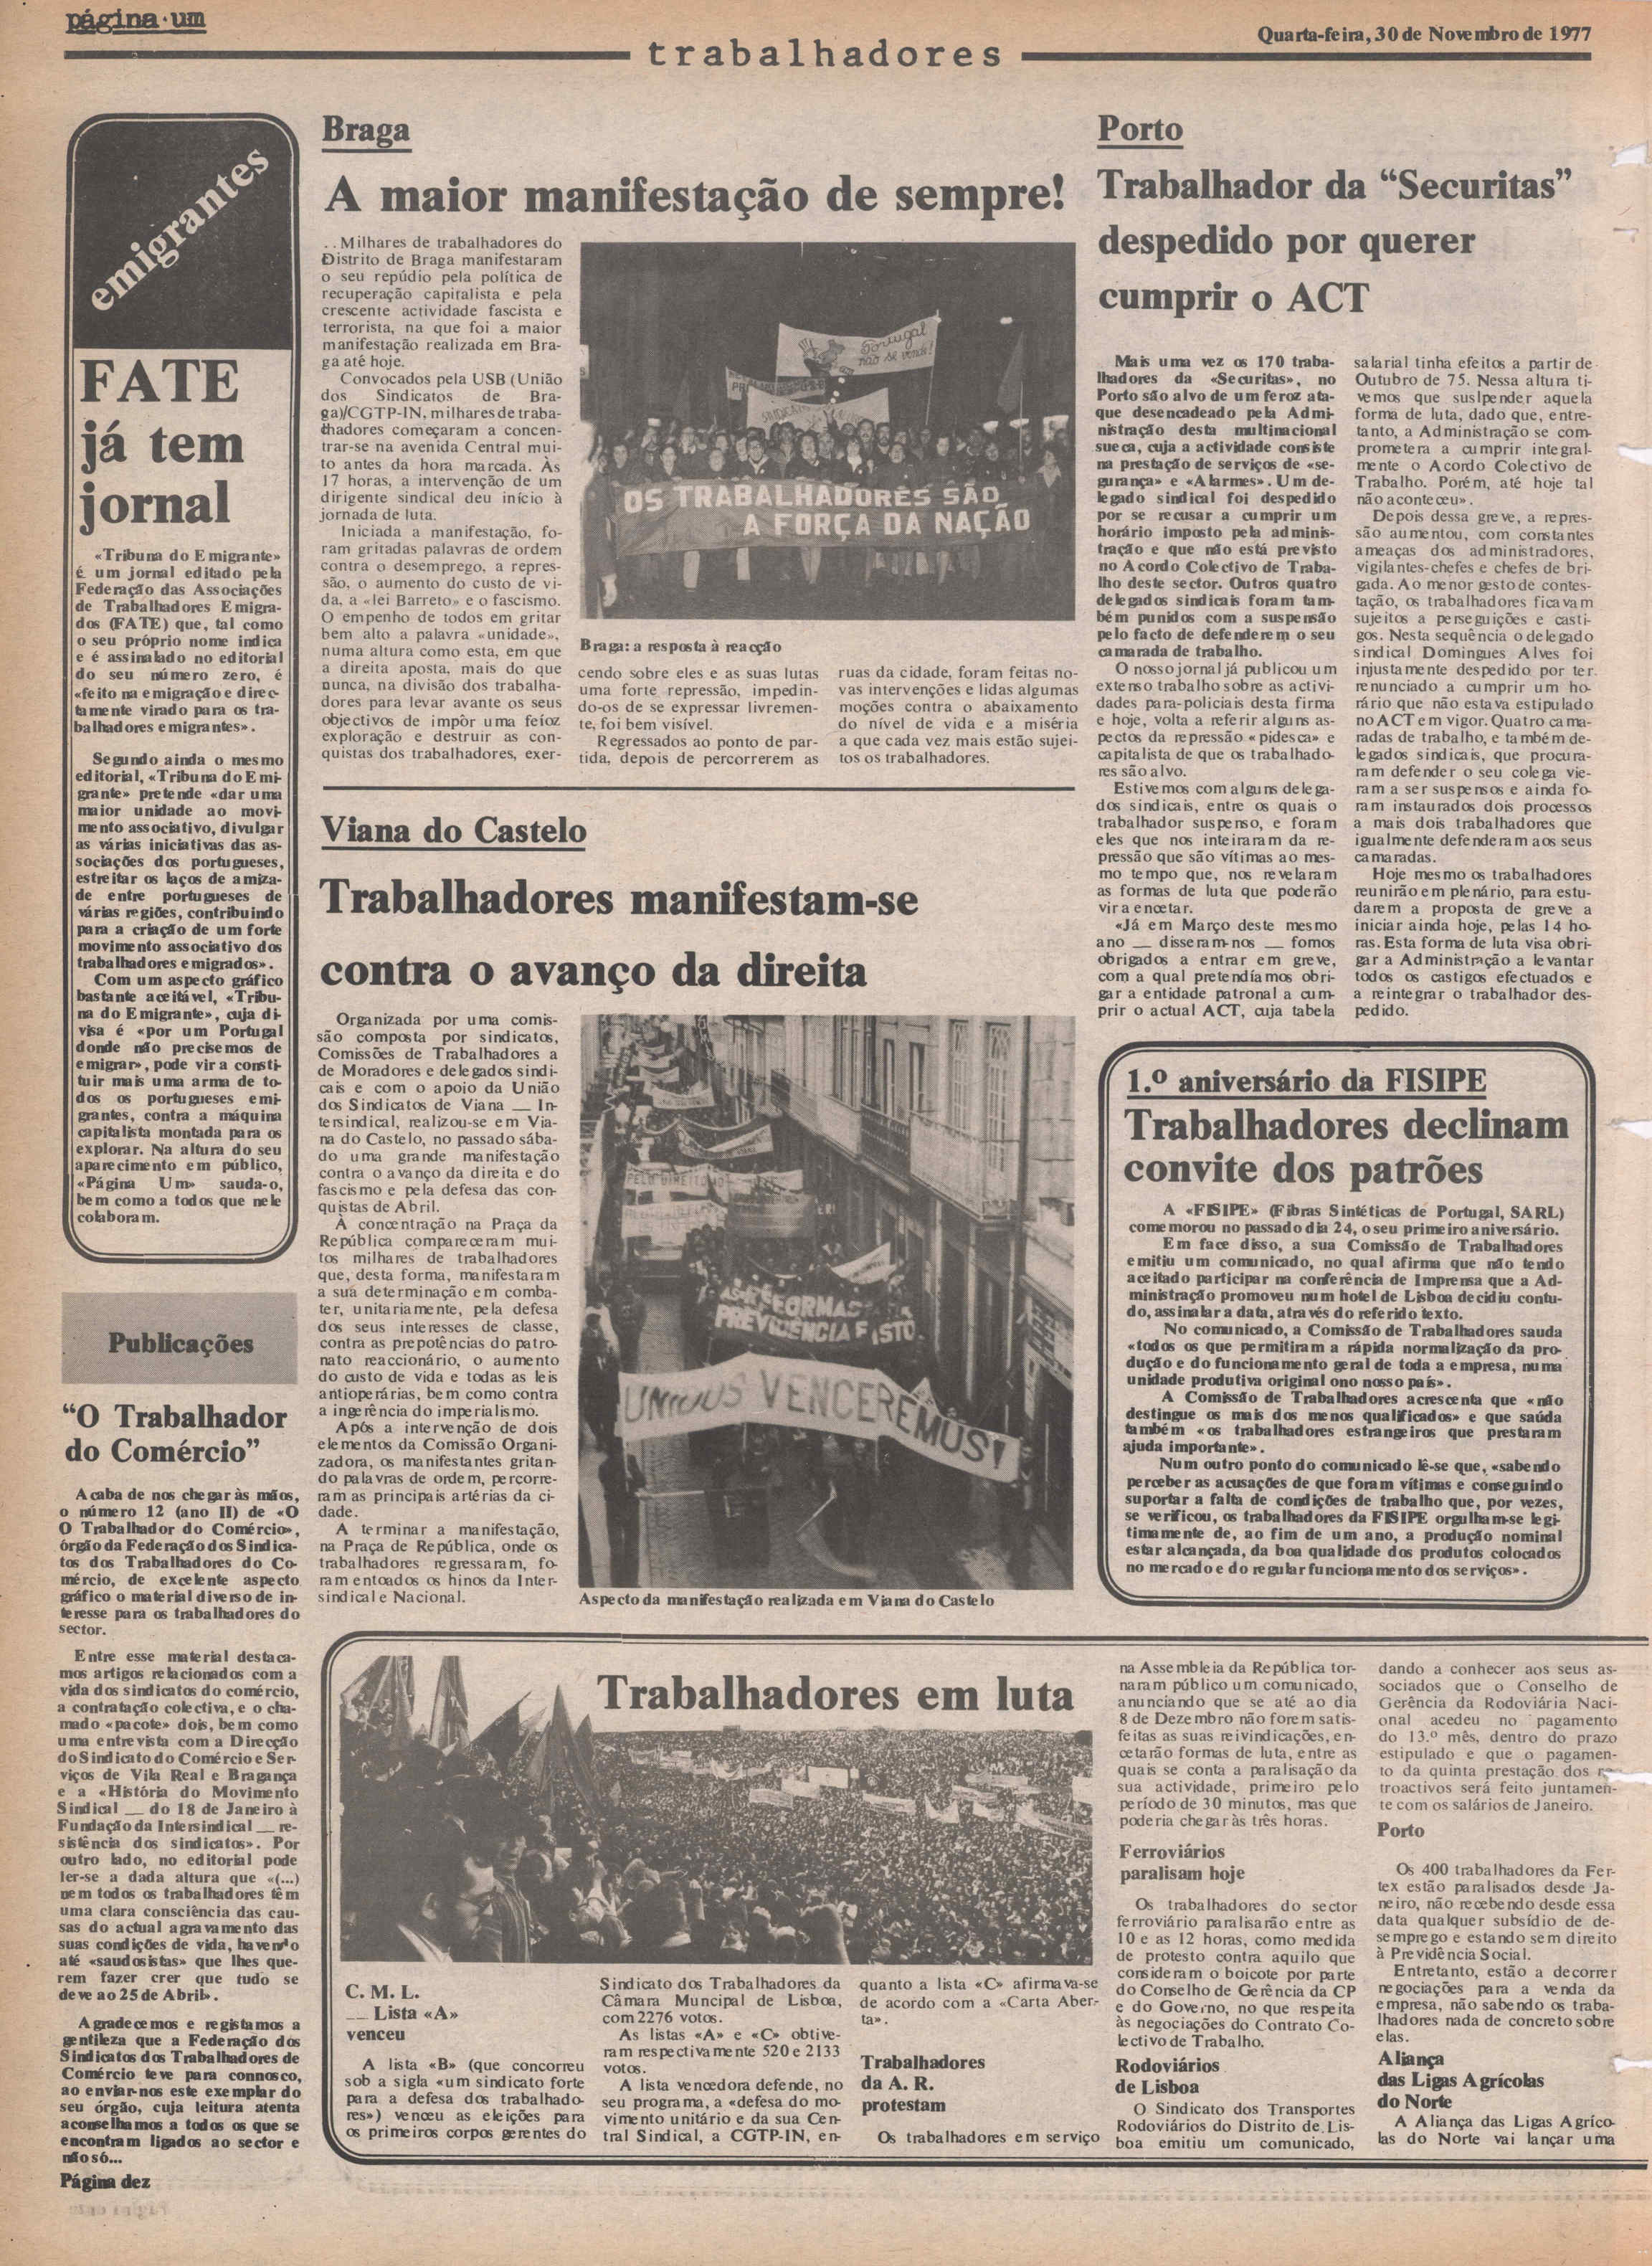 página·um
trabalhadores
Quarta-feira, 30 de Novembro de 1977
emigrantes
FATE
já tem
jornal
«Tribuna do Emigrante»
é um jornal editado pela
Federação das Associações
de Trabalhadores Emigra-
dos (FATE) que, tal como
o seu próprio nome indica
e é assinalado no editorial
do seu número zero, é
«feito na emigração e direc-
tamente virado para os tra-
balhadores emigrantes».
Segundo ainda o mesmo
editorial, «Tribuna do Emi-
grante» pretende «dar uma
maior unidade ao movi-
mento associativo, divulgar
as várias iniciativas das as-
sociações dos portugueses,
estreitar os laços de amiza-
de entre portugueses de
várias regiões, contribuindo
para a criação de um forte
movimento associativo dos
trabalhadores emigrados».
Com um aspecto gráfico
bastante aceitável, «Tribu-
na do Emigrante», cuja di-
visa é «por um Portugal
donde não precisemos de
emigrar», pode vir a consti-
tuir mais uma arma de to-
dos os portugueses emi-
grantes, contra a máquina
capitalista montada para os
explorar. Na altura do seu
aparecimento em público,
«Página Um» sauda-o,
bem como a todos que nele
colaboram.
Publicações
“O Trabalhador
do Comércio”
Acaba de nos chegar às mãos,
o número 12 (ano II) de «O
O Trabalhador do Comércio»,
órgão da Federação dos Sindica-
tos dos Trabalhadores do Co-
mércio, de excelente aspecto
gráfico o material diverso de in-
teresse para os trabalhadores do
sector.
Entre esse material destaca-
mos artigos relacionados com a
vida dos sindicatos do comércio,
a contratação colectiva, e o cha-
mado «pacote» dois, bem como
uma entrevista com a Direcção
do Sindicato do Comércio e Ser-
viços de Vila Real e Bragança
e a «História do Movimento
Sindical — do 18 de Janeiro à
Fundação da Intersindical — re-
sistência dos sindicatos». Por
outro lado, no editorial pode
ler-se a dada altura que «(...)
nem todos os trabalhadores têm
uma clara consciência das cau-
sas do actual agravamento das
suas condições de vida, havendo
até «saudosistas» que lhes que-
rem fazer crer que tudo se
deve ao 25 de Abril».
Agradecemos e registamos a
gentileza que a Federação dos
Sindicatos dos Trabalhadores de
Comércio teve para connosco,
ao enviar-nos este exemplar do
seu órgão, cuja leitura atenta
aconselhamos a todos os que se
encontram ligados ao sector e
não só...
Página dez
Braga
A maior manifestação de sempre!
..Milhares de trabalhadores do
Distrito de Braga manifestaram
o seu repúdio pela política de
recuperação capitalista e pela
crescente actividade fascista e
terrorista, na que foi a maior
manifestação realizada em Bra-
ga até hoje.
Convocados pela USB (União
dos Sindicatos de Bra-
ga)/CGTP-IN, milhares de traba-
lhadores começaram a concen-
trar-se na avenida Central mui-
to antes da hora marcada. Às
17 horas, a intervenção de um
dirigente sindical deu início à
jornada de luta.
Iniciada a manifestação, fo-
ram gritadas palavras de ordem
contra o desemprego, a repres-
são, o aumento do custo de vi-
da, a «lei Barreto» e o fascismo.
O empenho de todos em gritar
bem alto a palavra «unidade»,
numa altura como esta, em que
a direita aposta, mais do que
nunca, na divisão dos trabalha-
dores para levar avante os seus
objectivos de impor uma feroz
exploração e destruir as con-
quistas dos trabalhadores, exer-
Portugal
não se vende!
OS TRABALHADORES SÃO
A FORÇA DA NAÇÃO
Braga: a resposta à reacção
cendo sobre eles e as suas lutas
uma forte repressão, impedin-
do-os de se expressar livremen-
te, foi bem visível.
Regressados ao ponto de par-
tida, depois de percorrerem as
ruas da cidade, foram feitas no-
vas intervenções e lidas algumas
moções contra o abaixamento
do nível de vida e a miséria
a que cada vez mais estão sujei-
tos os trabalhadores.
Viana do Castelo
Trabalhadores manifestam-se
contra o avanço da direita
Organizada por uma comis-
são composta por sindicatos,
Comissões de Trabalhadores a
de Moradores e delegados sindi-
cais e com o apoio da União
dos Sindicatos de Viana — In-
tersindical, realizou-se em Via-
na do Castelo, no passado sába-
do uma grande manifestação
contra o avanço da direita e do
fascismo e pela defesa das con-
quistas de Abril.
À concentração na Praça da
República compareceram mui-
tos milhares de trabalhadores
que, desta forma, manifestaram
a sua determinação em comba-
ter, unitariamente, pela defesa
dos seus interesses de classe,
contra as prepotências do patro-
nato reaccionário, o aumento
do custo de vida e todas as leis
antioperárias, bem como contra
a ingerência do imperialismo.
Após a intervenção de dois
elementos da Comissão Organi-
zadora, os manifestantes gritan-
do palavras de ordem, percorre-
ram as principais artérias da ci-
dade.
A terminar a manifestação,
na Praça de República, onde os
trabalhadores regressaram, fo-
ram entoados os hinos da Inter-
sindical e Nacional.
REFORMAS
PREVIDÊNCIA
UNIDOS VENCEREMOS!
Aspecto da manifestação realizada em Viana do Castelo
Porto
Trabalhador da “Securitas”
despedido por querer
cumprir o ACT
Mais uma vez os 170 traba-
lhadores da «Securitas», no
Porto são alvo de um feroz ata-
que desencadeado pela Admi-
nistração desta multinacional
sueca, cuja a actividade consiste
na prestação de serviços de «se-
gurança» e «Alarmes». Um de-
legado sindical foi despedido
por se recusar a cumprir um
horário imposto pela adminis-
tração e que não está previsto
no Acordo Colectivo de Traba-
lho deste sector. Outros quatro
delegados sindicais foram tam-
bém punidos com a suspensão
pelo facto de defenderem o seu
camarada de trabalho.
O nosso jornal já publicou um
extenso trabalho sobre as activi-
dades para-policiais desta firma
e hoje, volta a referir alguns as-
pectos da repressão «pidesca» e
capitalista de que os trabalhado-
res são alvo.
Estivemos com alguns delega-
dos sindicais, entre os quais o
trabalhador suspenso, e foram
eles que nos inteiraram da re-
pressão que são vítimas ao mes-
mo tempo que, nos revelaram
as formas de luta que poderão
vir a encetar.
«Já em Março deste mesmo
ano — disseram-nos — fomos
obrigados a entrar em greve,
com a qual pretendíamos obri-
gar a entidade patronal a cum-
prir o actual ACT, cuja tabela
salarial tinha efeitos a partir de
Outubro de 75. Nessa altura ti-
vemos que suslpender aquela
forma de luta, dado que, entre-
tanto, a Administração se com-
prometera a cumprir integral-
mente o Acordo Colectivo de
Trabalho. Porém, até hoje tal
não aconteceu».
Depois dessa greve, a repres-
são aumentou, com constantes
ameaças dos administradores,
vigilantes-chefes e chefes de bri-
gada. Ao menor gesto de contes-
tação, os trabalhadores ficavam
sujeitos a perseguições e casti-
gos. Nesta sequência o delegado
sindical Domingues Alves foi
injustamente despedido por ter
renunciado a cumprir um ho-
rário que não estava estipulado
no ACT em vigor. Quatro cama-
radas de trabalho, e também de-
legados sindicais, que procura-
ram defender o seu colega vie-
ram a ser suspensos e ainda fo-
ram instaurados dois processos
a mais dois trabalhadores que
igualmente defenderam aos seus
camaradas.
Hoje mesmo os trabalhadores
reunirão em plenário, para estu-
darem a proposta de greve a
iniciar ainda hoje, pelas 14 ho-
ras. Esta forma de luta visa obri-
gar a Administração a levantar
todos os castigos efectuados e
a reintegrar o trabalhador des-
pedido.
1.º aniversário da FISIPE
Trabalhadores declinam
convite dos patrões
A «FISIPE» (Fibras Sintéticas de Portugal, SARL)
comemorou no passado dia 24, o seu primeiro aniversário.
Em face disso, a sua Comissão de Trabalhadores
emitiu um comunicado, no qual afirma que não tendo
aceitado participar na conferência de Imprensa que a Ad-
ministração promoveu num hotel de Lisboa decidiu contu-
do, assinalar a data, através do referido texto.
No comunicado, a Comissão de Trabalhadores sauda
«todos os que permitiram a rápida normalização da pro-
dução e do funcionamento geral de toda a empresa, numa
unidade produtiva original ono nosso país».
A Comissão de Trabalhadores acrescenta que «não
destingue os mais dos menos qualificados» e que saúda
também «os trabalhadores estrangeiros que prestaram
ajuda importante».
Num outro ponto do comunicado lê-se que, «sabendo
perceber as acusações de que foram vítimas e conseguindo
suportar a falta de condições de trabalho que, por vezes,
se verificou, os trabalhadores da FISIPE orgulham-se legi-
timamente de, ao fim de um ano, a produção nominal
estar alcançada, da boa qualidade dos produtos colocados
no mercado e do regular funcionamento dos serviços».
Trabalhadores em luta
C. M. L.
— Lista «A»
venceu
A lista «B» (que concorreu
sob a sigla «um sindicato forte
para a defesa dos trabalhado-
res») venceu as eleições para
os primeiros corpos gerentes do
Sindicato dos Trabalhadores da
Câmara Muncipal de Lisboa,
com 2276 votos.
As listas «A» e «C» obtive-
ram respectivamente 520 e 2133
votos.
A lista vencedora defende, no
seu programa, a «defesa do mo-
vimento unitário e da sua Cen-
tral Sindical, a CGTP-IN, en-
quanto a lista «C» afirmava-se
de acordo com a «Carta Aber-
ta».
Trabalhadores
da A. R.
protestam
Os trabalhadores em serviço
na Assembleia da República tor-
naram público um comunicado,
anunciando que se até ao dia
8 de Dezembro não forem satis-
feitas as suas reivindicações, en-
cetarão formas de luta, entre as
quais se conta a paralisação da
sua actividade, primeiro pelo
período de 30 minutos, mas que
poderia chegar às três horas.
Ferroviários
paralisam hoje
Os trabalhadores do sector
ferroviário paralisarão entre as
10 e as 12 horas, como medida
de protesto contra aquilo que
consideram o boicote por parte
do Conselho de Gerência da CP
e do Governo, no que respeita
às negociações do Contrato Co-
lectivo de Trabalho.
Rodoviários
de Lisboa
O Sindicato dos Transportes
Rodoviários do Distrito de Lis-
boa emitiu um comunicado,
dando a conhecer aos seus as-
sociados que o Conselho de
Gerência da Rodoviária Naci-
onal acedeu no pagamento
do 13.º mês, dentro do prazo
estipulado e que o pagamen-
to da quinta prestação dos re-
troactivos será feito juntamen-
te com os salários de Janeiro.
Porto
Os 400 trabalhadores da Fer-
tex estão paralisados desde Ja-
neiro, não recebendo desde essa
data qualquer subsídio de de-
semprego e estando sem direito
à Previdência Social.
Entretanto, estão a decorrer
negociações para a venda da
empresa, não sabendo os traba-
lhadores nada de concreto sobre
elas.
Aliança
das Ligas Agrícolas
do Norte
A Aliança das Ligas Agríco-
las do Norte vai lançar uma